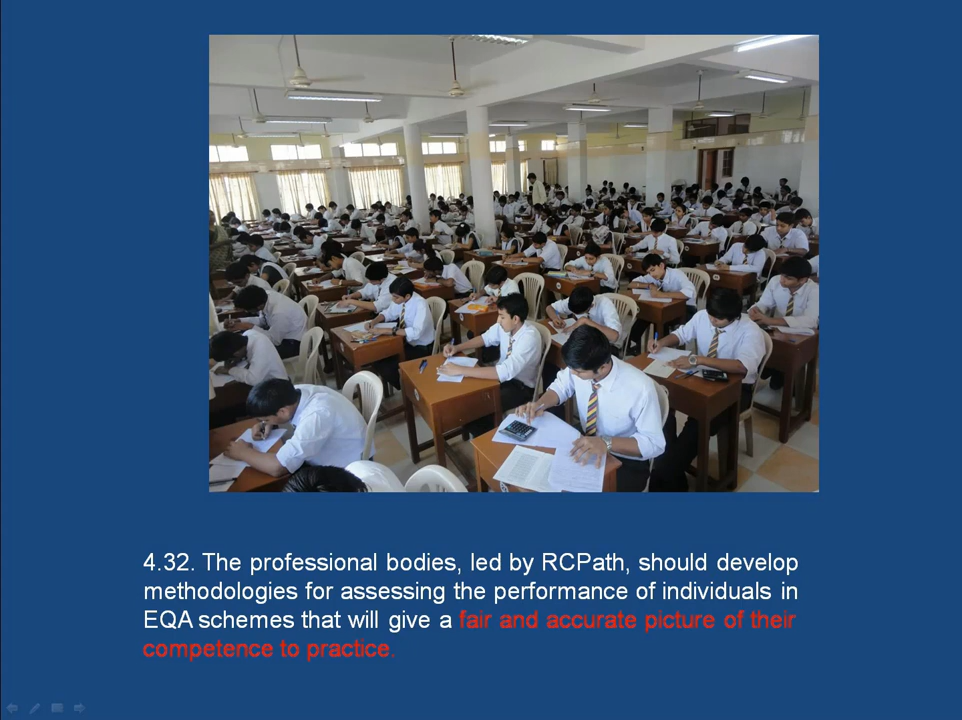 4.32. The professional bodies, led by RCPath, should develop
methodologies for assessing the performance of individuals in
EQA schemes that will give a fair and accurate picture of their
competence to practice.